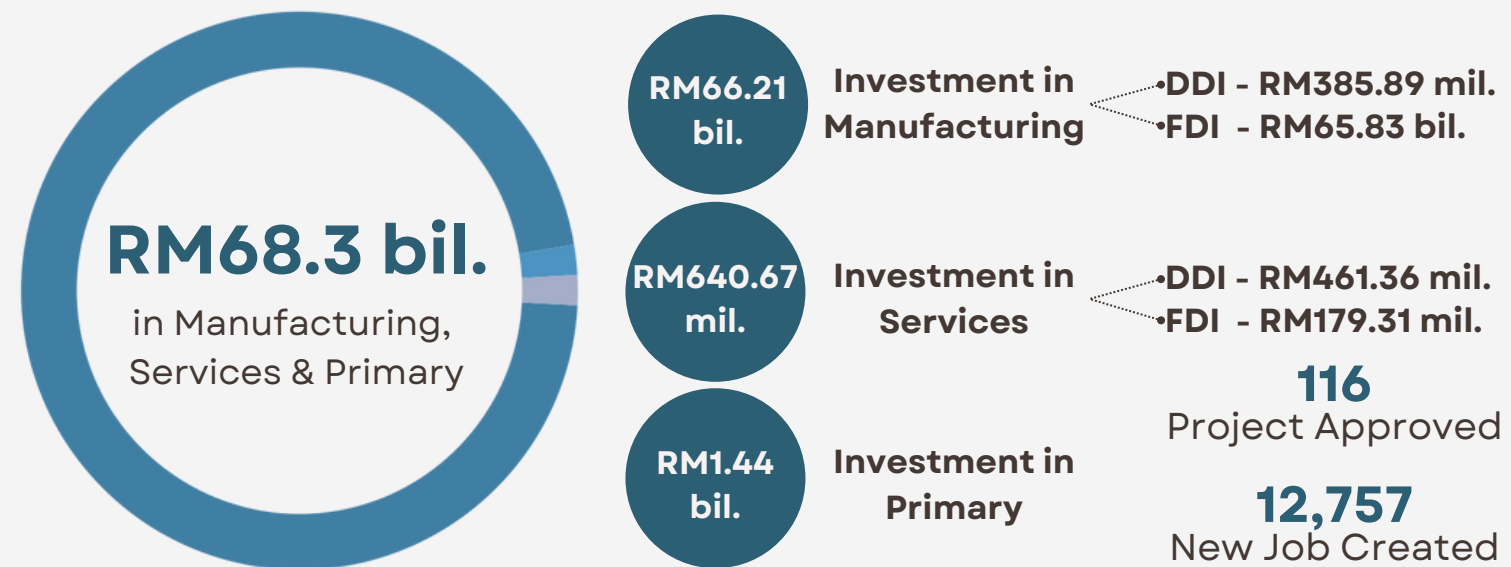 RM68.3 bil.
in Manufacturing,
Services & Primary
RM66.21
bil.
Investment in
Manufacturing
DDI - RM385.89 mil.
FDI - RM65.83 bil.
RM640.67
mil.
Investment in
Services
DDI - RM461.36 mil.
FDI - RM179.31 mil.
RM1.44
bil.
Investment in
Primary
116
Project Approved
12,757
New Job Created